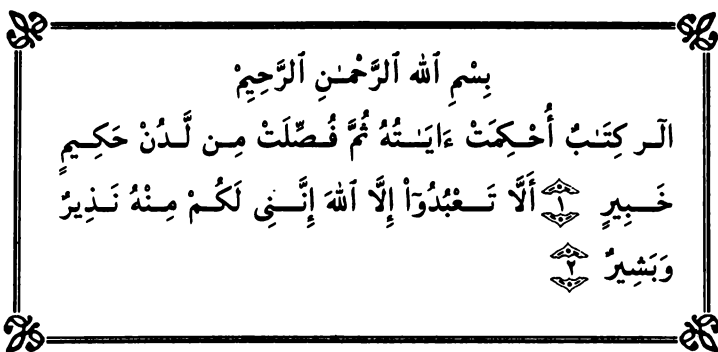 بِسْمِ ٱللَّهِ ٱلرَّحْمَـٰنِ ٱلرَّحِيمِ
الٓر كِتَـٰبٌ أُحْكِمَتْ ءَايَـٰتُهُ ثُمَّ فُصِّلَتْ مِن لَّدُنْ حَكِيمٍ
خَبِيرٍ ١ أَلَّا تَعْبُدُوٓا۟ إِلَّا ٱللَّهَ إِنَّنِى لَكُمْ مِنْهُ نَذِيرٌ
وَبَشِيرٌ ٢